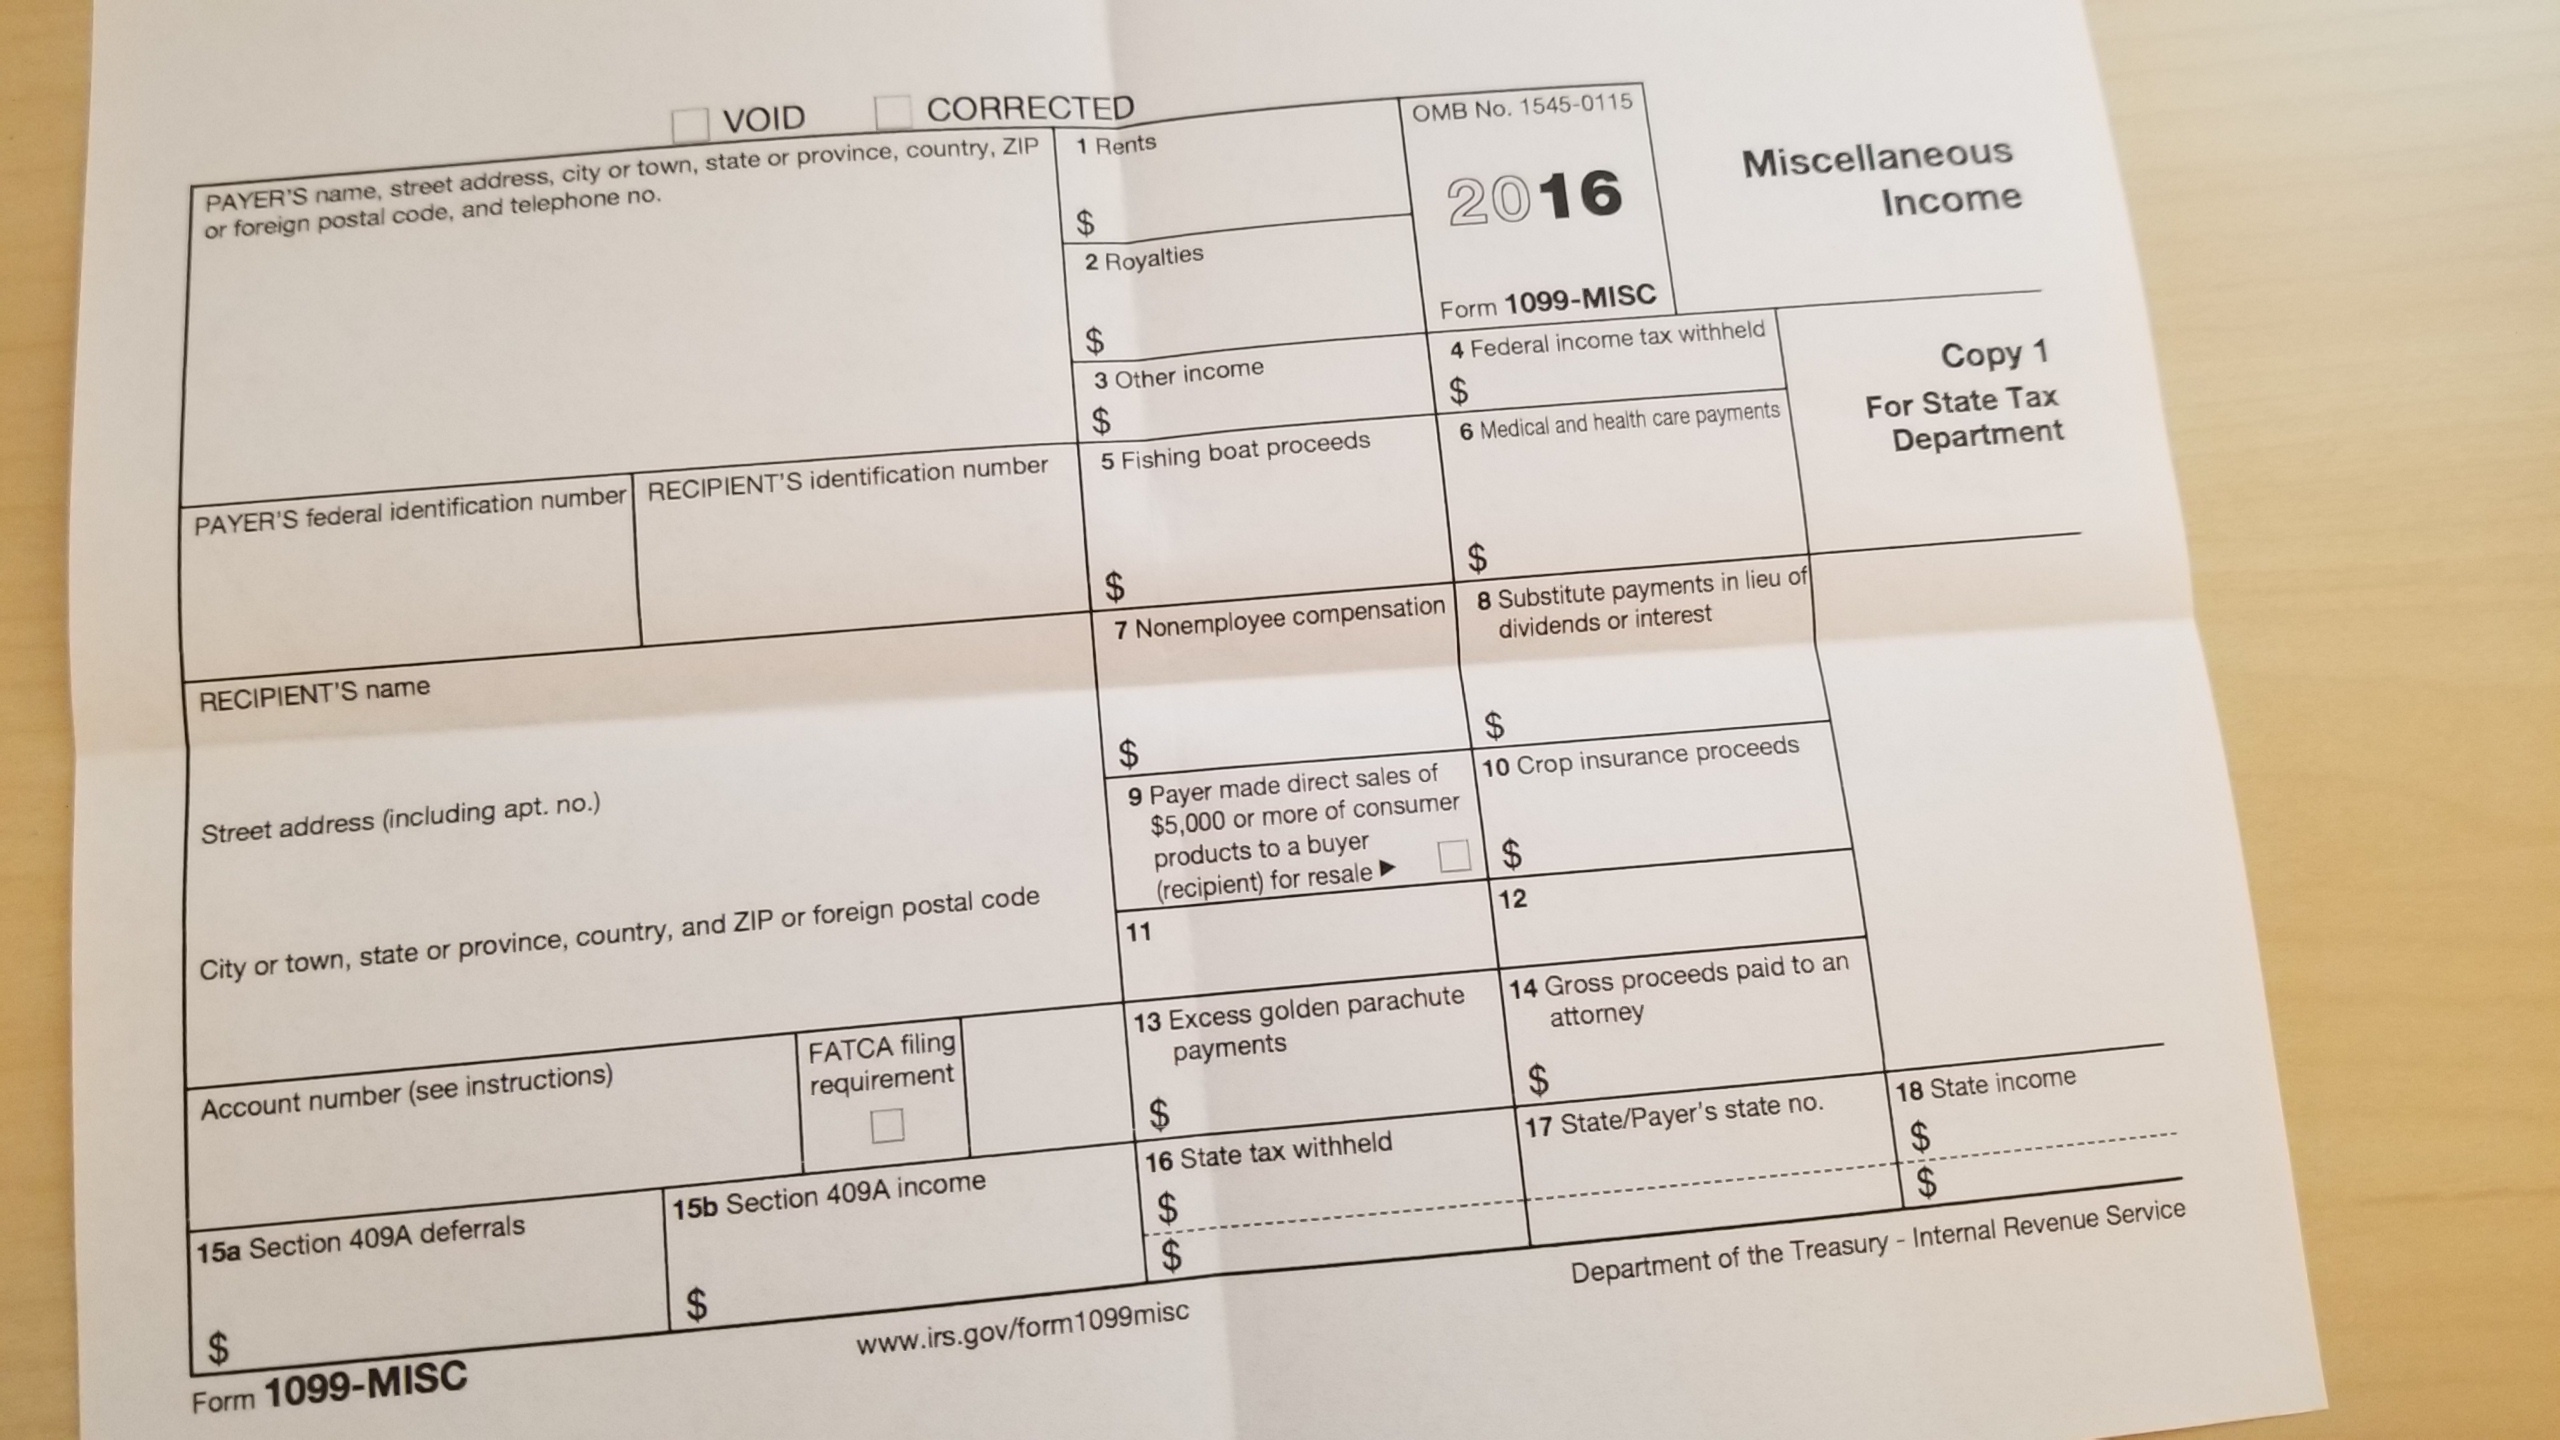 VOID CORRECTED
PAYER'S name, street address, city or town, state or province, country, ZIP
or foreign postal code, and telephone no.
1 Rents
$
2 Royalties
$
3 Other income
$
OMB No. 1545-0115
2016
Form 1099-MISC
Miscellaneous
Income
4 Federal income tax withheld
$
Copy 1
For State Tax
Department
PAYER'S federal identification number
RECIPIENT'S identification number
5 Fishing boat proceeds
$
6 Medical and health care payments
$
RECIPIENT'S name
7 Nonemployee compensation
$
8 Substitute payments in lieu of
dividends or interest
$
Street address (including apt. no.)
9 Payer made direct sales of
$5,000 or more of consumer
products to a buyer
(recipient) for resale ▶
10 Crop insurance proceeds
$
City or town, state or province, country, and ZIP or foreign postal code
11
12
Account number (see instructions)
FATCA filing
requirement
13 Excess golden parachute
payments
$
14 Gross proceeds paid to an
attorney
$
15a Section 409A deferrals
$
15b Section 409A income
$
16 State tax withheld
$
$
17 State/Payer's state no.
18 State income
$
$
Form 1099-MISC
www.irs.gov/form1099misc
Department of the Treasury - Internal Revenue Service